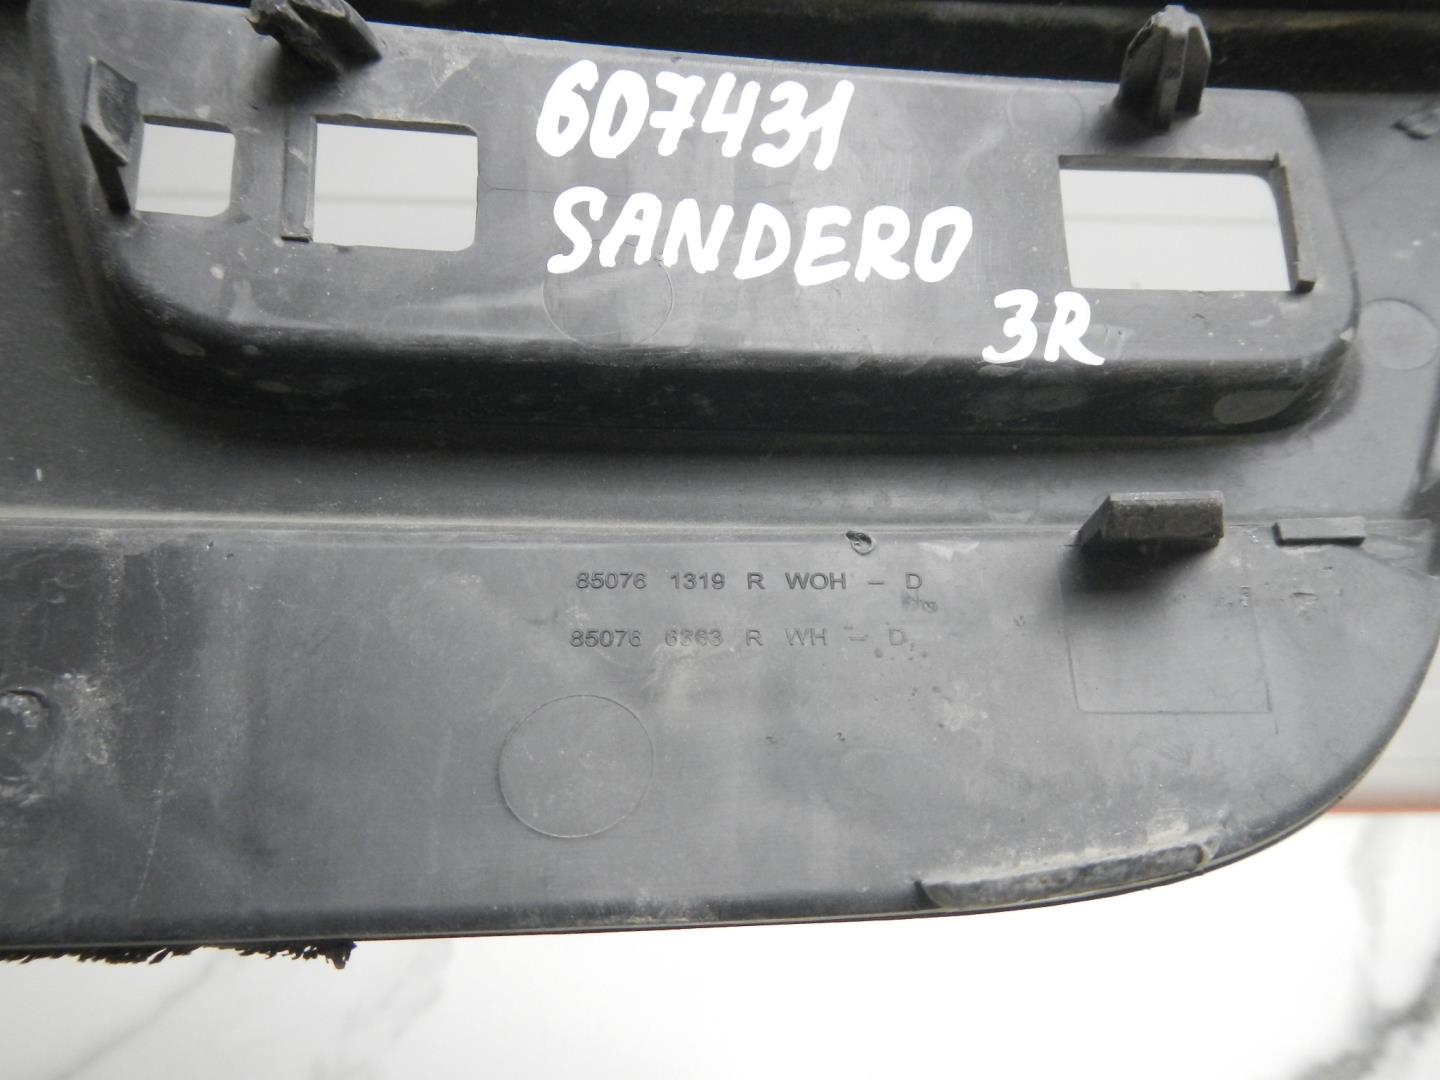 607431
SANDERO
3R
85076 1319 R WOH - D
85076 6363 R WH - D